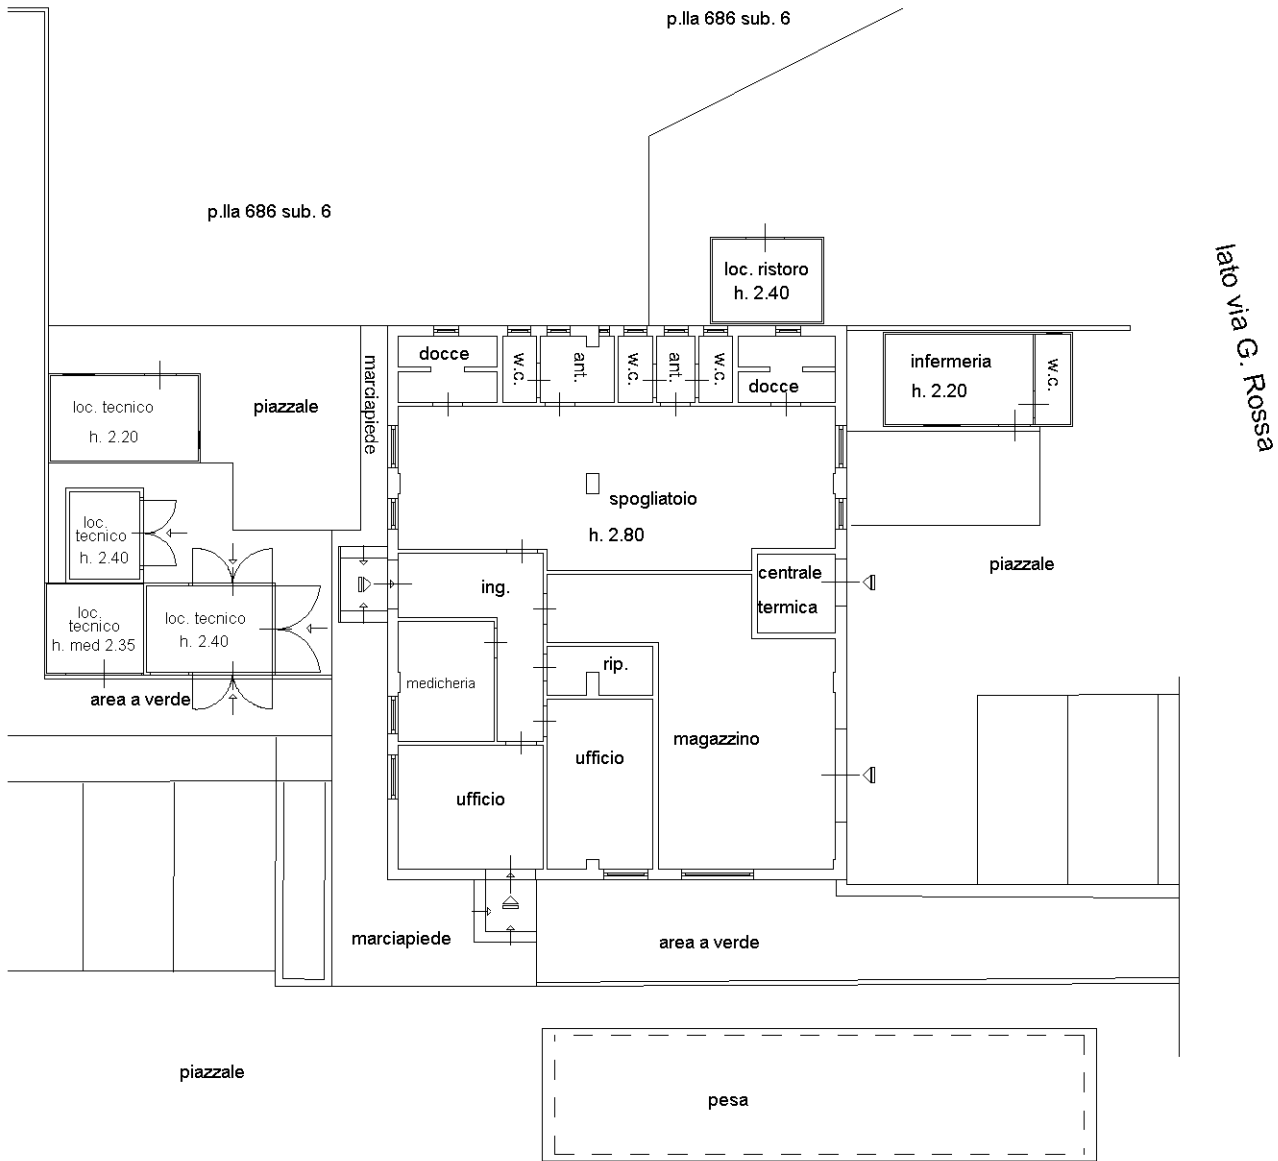 p.lla 686 sub. 6
p.lla 686 sub. 6
lato via G. Rossa
loc. ristoro
h. 2.40
docce
w.c.
ant.
w.c.
ant.
w.c.
docce
infermeria
h. 2.20
w.c.
marciapiede
piazzale
loc. tecnico
h. 2.20
spogliatoio
h. 2.80
loc.
tecnico
h. 2.40
piazzale
centrale
termica
ing.
loc.
tecnico
h. med 2.35
loc. tecnico
h. 2.40
rip.
medicheria
area a verde
magazzino
ufficio
ufficio
marciapiede
area a verde
piazzale
pesa